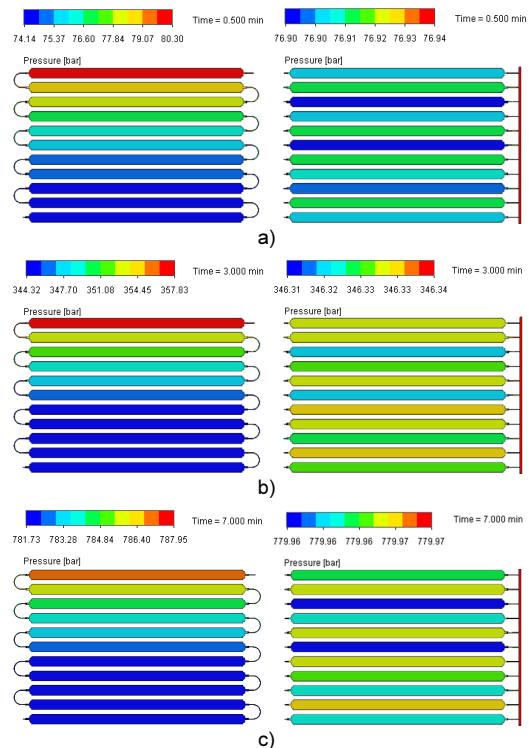 Time = 0.500 min
74.14 75.37 76.60 77.84 79.07 80.30
Pressure [bar]
Time = 0.500 min
76.90 76.90 76.91 76.92 76.93 76.94
Pressure [bar]
a)
Time = 3.000 min
344.32 347.70 351.08 354.45 357.83
Pressure [bar]
Time = 3.000 min
346.31 346.32 346.33 346.33 346.34
Pressure [bar]
b)
Time = 7.000 min
781.73 783.28 784.84 786.40 787.95
Pressure [bar]
Time = 7.000 min
779.96 779.96 779.96 779.97 779.97
Pressure [bar]
c)